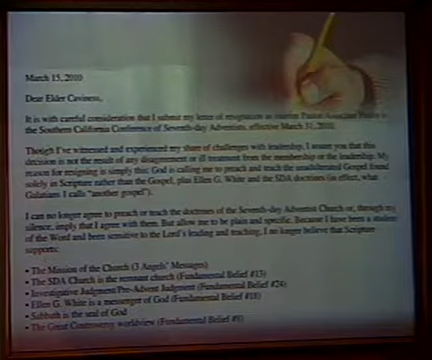 March 15, 2010
Dear Elder Caviness,
It is with careful consideration that I submit my letter of resignation as interim Pastor/Associate Pastor in
the Southern California Conference of Seventh-day Adventists, effective March 31, 2010.
Though I've witnessed and experienced my share of challenges with leadership, I assure you that this
decision is not the result of any disagreement or ill treatment from the membership or the leadership. My
reason for resigning is simply this: God is calling me to preach and teach the unadulterated Gospel found
solely in Scripture rather than the Gospel, plus Ellen G. White and the SDA doctrines (in effect, what
Galatians 1 calls "another gospel").
I can no longer agree to preach or teach the doctrines of the Seventh-day Adventist Church or, through my
silence, imply that I agree with them. But allow me to be plain and specific. Because I have been a student
of the Word and been sensitive to the Lord's leading and teaching, I no longer believe that Scripture
supports:
• The Mission of the Church (3 Angels' Messages)
• The SDA Church is the remnant church (Fundamental Belief #13)
• Investigative Judgment/Pre-Advent Judgment (Fundamental Belief #24)
• Ellen G. White is a messenger of God (Fundamental Belief #18)
• Sabbath is the seal of God
• The Great Controversy worldview (Fundamental Belief #8)